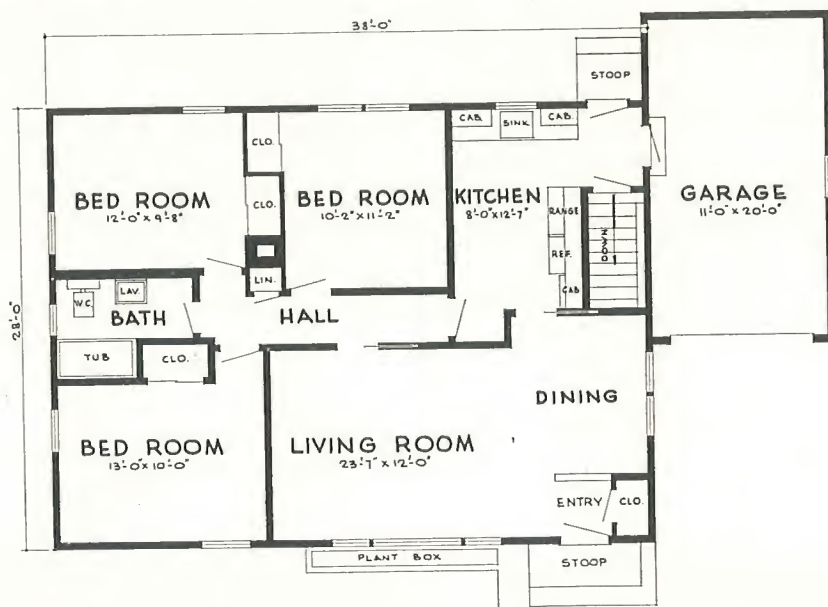 38'-0"
STOOP
CLO.
CAB.
SINK
CAB.
BED ROOM
12'-0" x 9'-8"
CLO.
BED ROOM
10'-2" x 11'-2"
KITCHEN
8'-0" x 12'-7"
RANGE
GARAGE
11'-0" x 20'-0"
DOWN
REF.
LIN.
CAB
W.C.
LAV.
BATH
HALL
28'-0"
TUB
CLO.
DINING
BED ROOM
13'-0" x 10'-0"
LIVING ROOM
23'-7" x 12'-0"
ENTRY
CLO.
PLANT BOX
STOOP